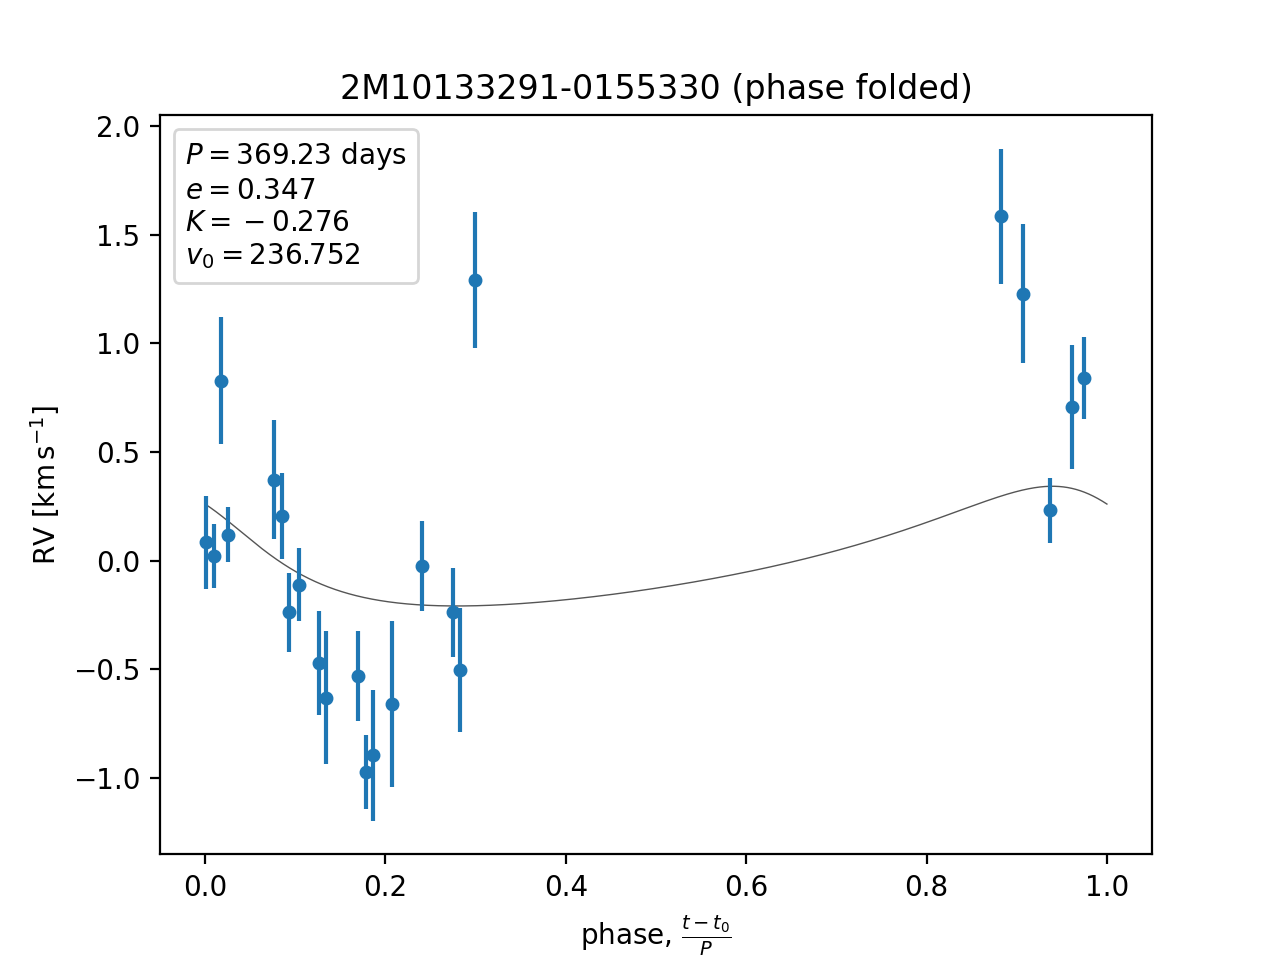 2M10133291-0155330 (phase folded)
P = 369.23 days
e = 0.347
K = −0.276
v₀ = 236.752
2.0
1.5
1.0
0.5
0.0
−0.5
−1.0
RV [km s⁻¹]
0.0 0.2 0.4 0.6 0.8 1.0
phase, (t − t₀)/P